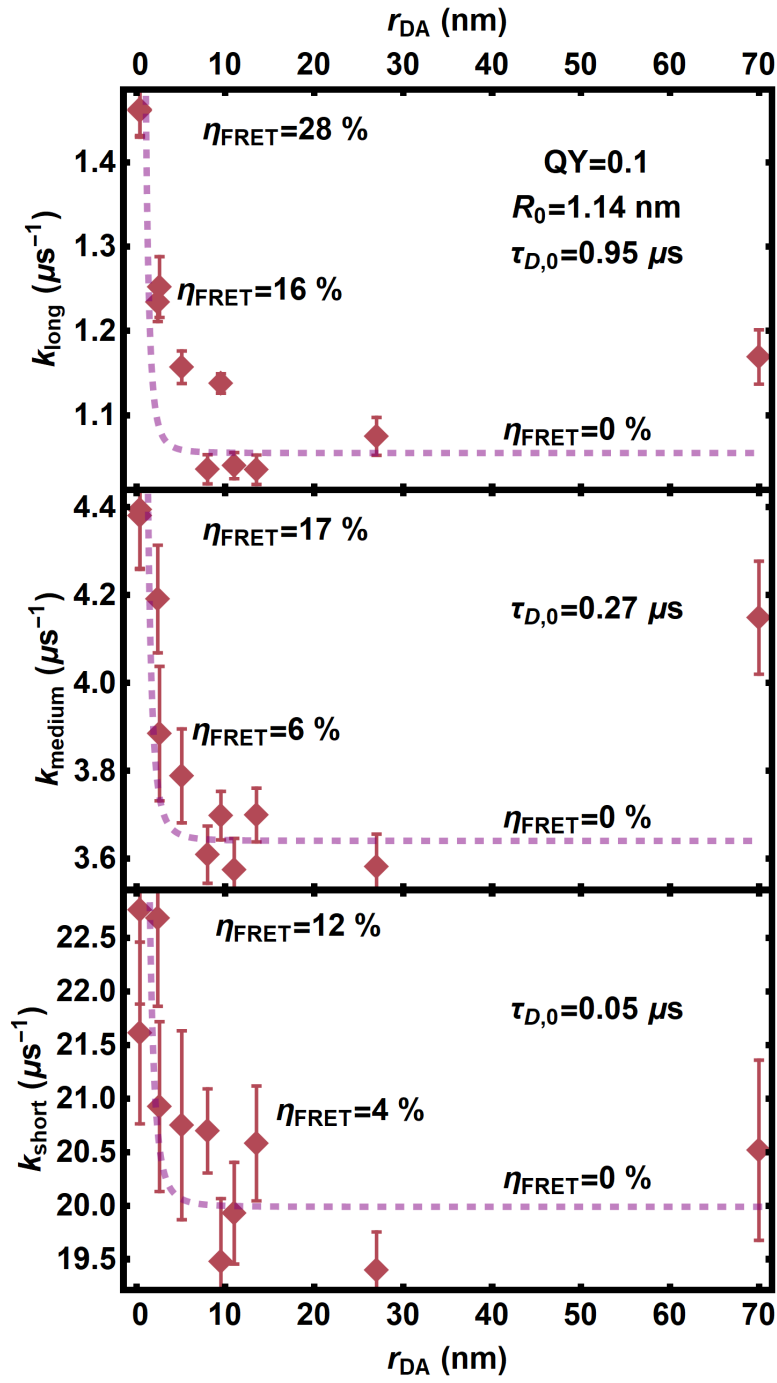 r_DA (nm)
0 10 20 30 40 50 60 70
η_FRET=28 %
QY=0.1
R_0=1.14 nm
τ_D,0=0.95 μs
η_FRET=16 %
η_FRET=0 %
1.4
1.3
1.2
1.1
k_long (μs⁻¹)
η_FRET=17 %
τ_D,0=0.27 μs
η_FRET=6 %
η_FRET=0 %
4.4
4.2
4.0
3.8
3.6
k_medium (μs⁻¹)
η_FRET=12 %
τ_D,0=0.05 μs
η_FRET=4 %
η_FRET=0 %
22.5
22.0
21.5
21.0
20.5
20.0
19.5
k_short (μs⁻¹)
0 10 20 30 40 50 60 70
r_DA (nm)